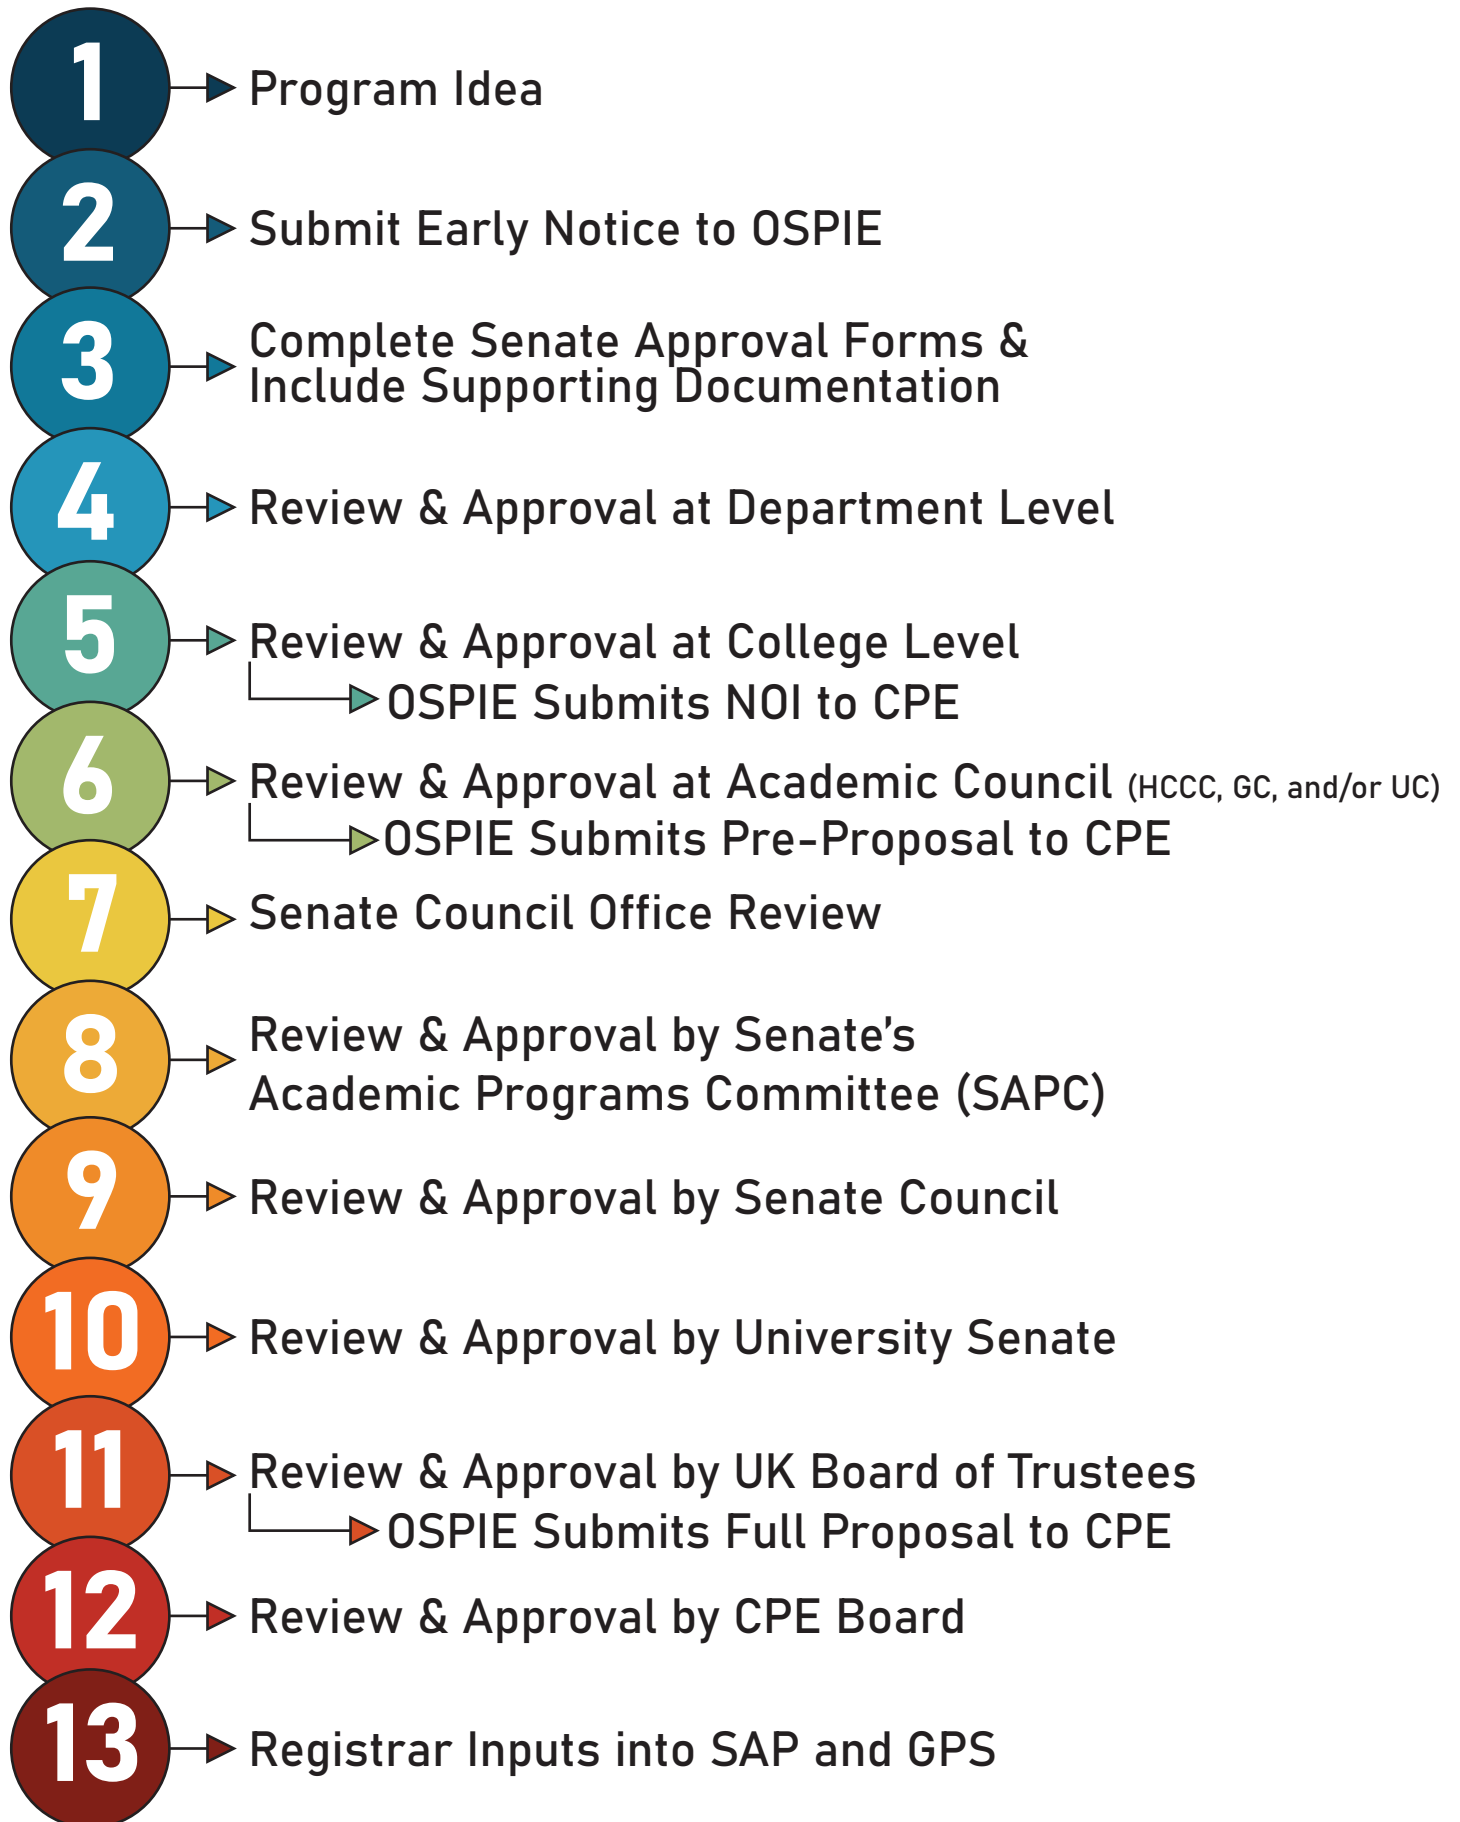 1
Program Idea
2
Submit Early Notice to OSPIE
3
Complete Senate Approval Forms &
Include Supporting Documentation
4
Review & Approval at Department Level
5
Review & Approval at College Level
OSPIE Submits NOI to CPE
6
Review & Approval at Academic Council (HCCC, GC, and/or UC)
OSPIE Submits Pre-Proposal to CPE
7
Senate Council Office Review
8
Review & Approval by Senate’s
Academic Programs Committee (SAPC)
9
Review & Approval by Senate Council
10
Review & Approval by University Senate
11
Review & Approval by UK Board of Trustees
OSPIE Submits Full Proposal to CPE
12
Review & Approval by CPE Board
13
Registrar Inputs into SAP and GPS